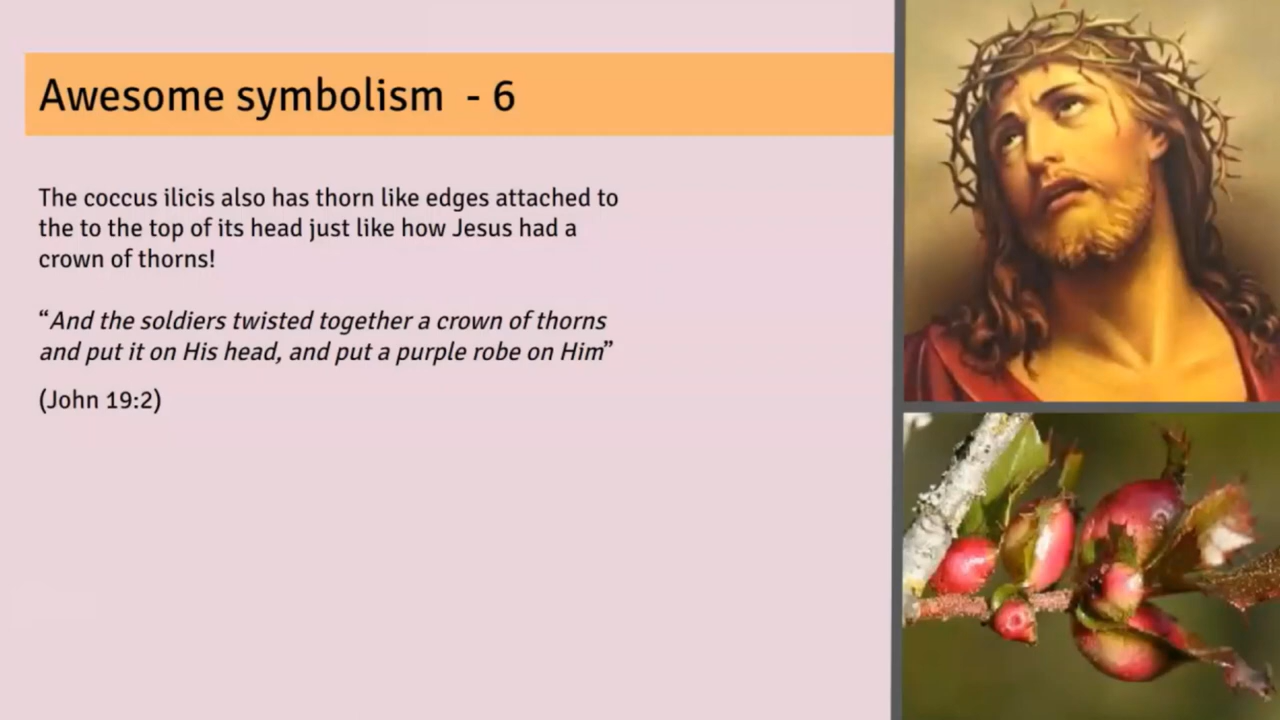 Awesome symbolism - 6
The coccus ilicis also has thorn like edges attached to
the to the top of its head just like how Jesus had a
crown of thorns!
“And the soldiers twisted together a crown of thorns
and put it on His head, and put a purple robe on Him”
(John 19:2)